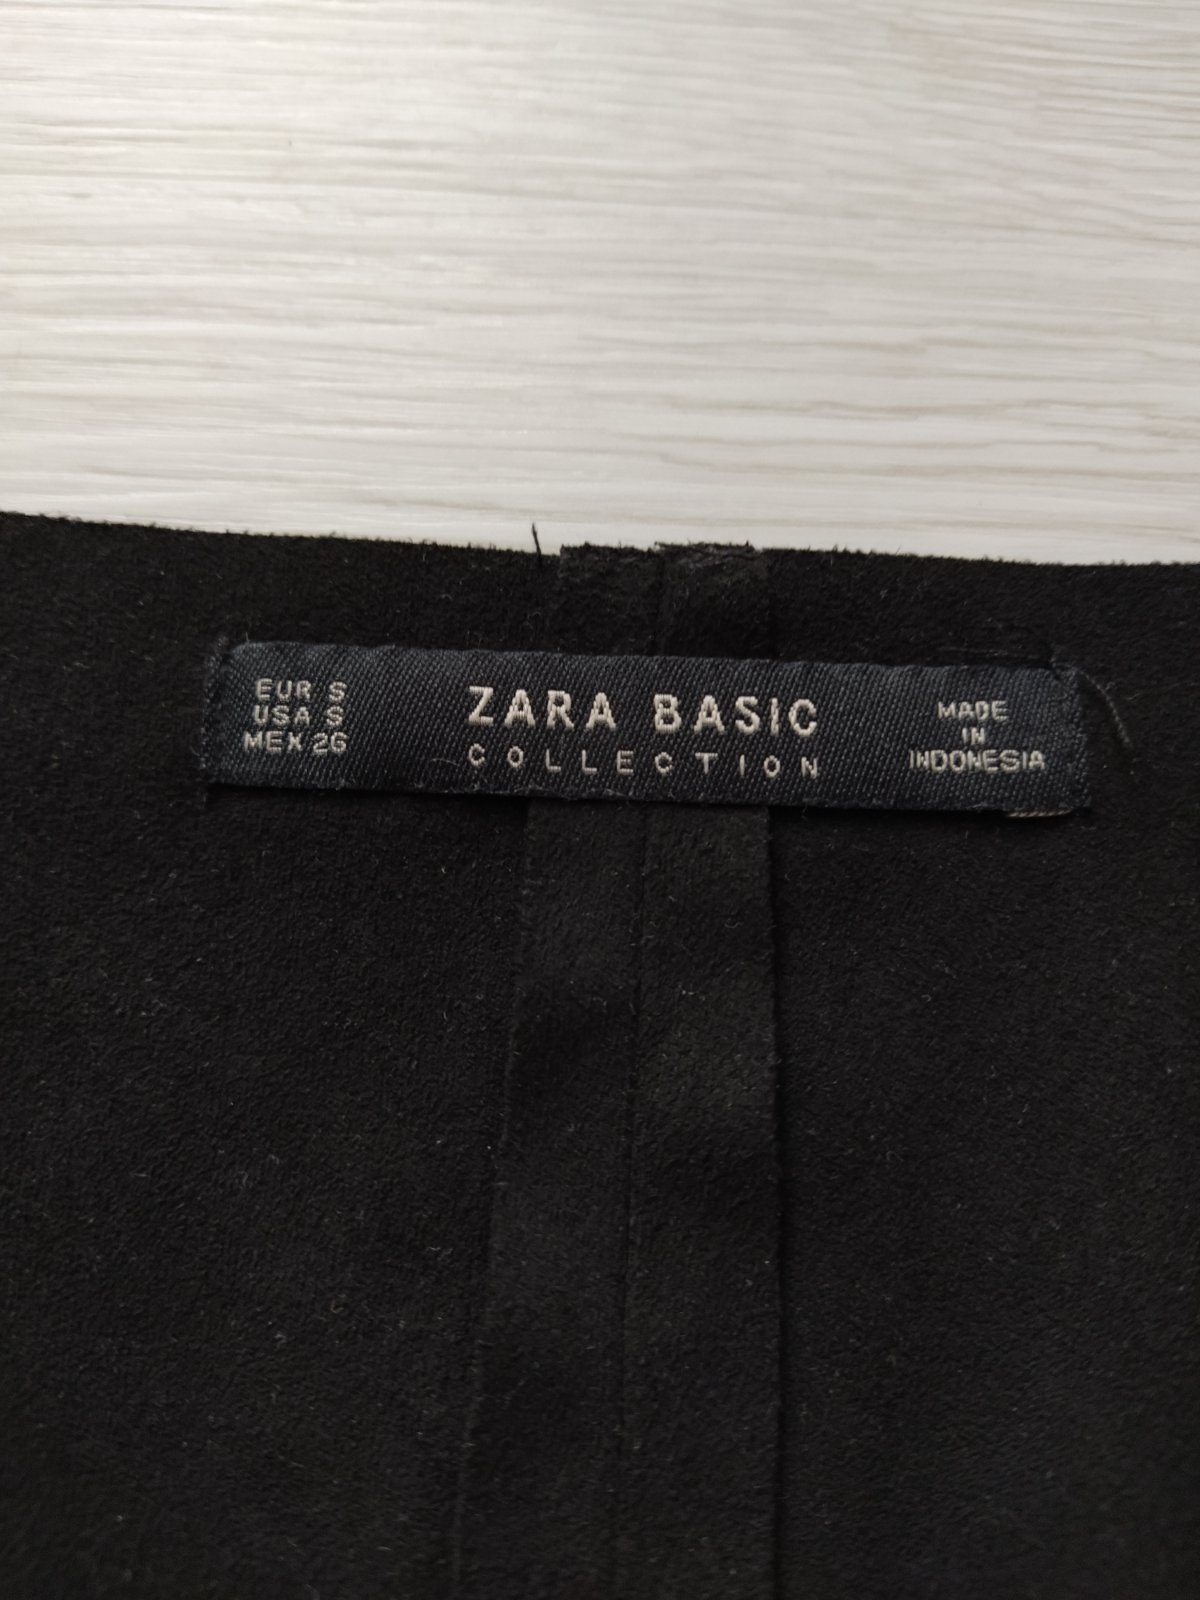 EUR S
USA S
MEX 26
ZARA BASIC
COLLECTION
MADE
IN
INDONESIA